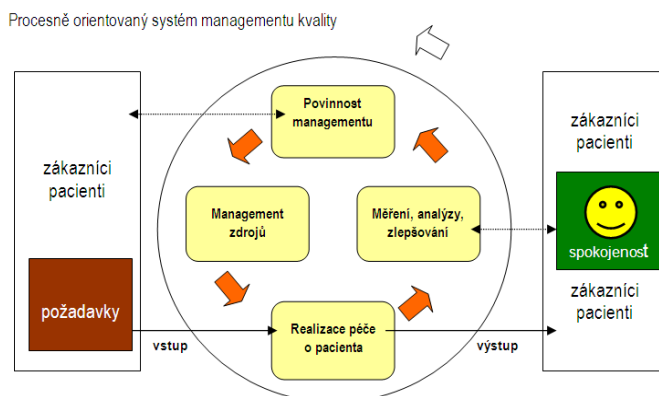 Procesně orientovaný systém managementu kvality
zákazníci
pacienti
požadavky
vstup
Povinnost
managementu
Management
zdrojů
Měření, analýzy,
zlepšování
Realizace péče
o pacienta
výstup
zákazníci
pacienti
spokojenost
zákazníci
pacienti